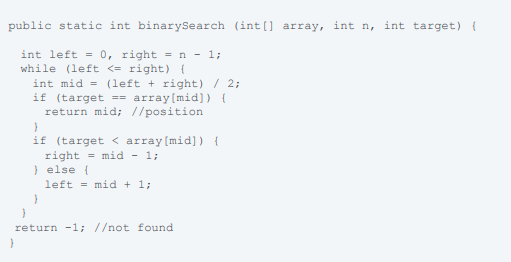 public static int binarySearch (int[] array, int n, int target) {
int left = 0, right = n - 1;
while (left <= right) {
int mid = (left + right) / 2;
if (target == array[mid]) {
return mid; //position
}
if (target < array[mid]) {
right = mid - 1;
} else {
left = mid + 1;
}
}
return -1; //not found
}